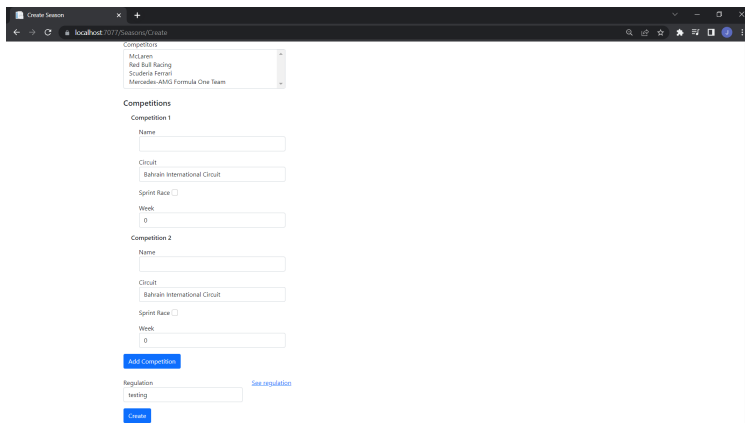 Create Season
localhost:7077/Seasons/Create
Competitors
McLaren
Red Bull Racing
Scuderia Ferrari
Mercedes-AMG Formula One Team
Competitions
Competition 1
Name
Circuit
Bahrain International Circuit
Sprint Race
Week
0
Competition 2
Name
Circuit
Bahrain International Circuit
Sprint Race
Week
0
Add Competition
Regulation See regulation
testing
Create